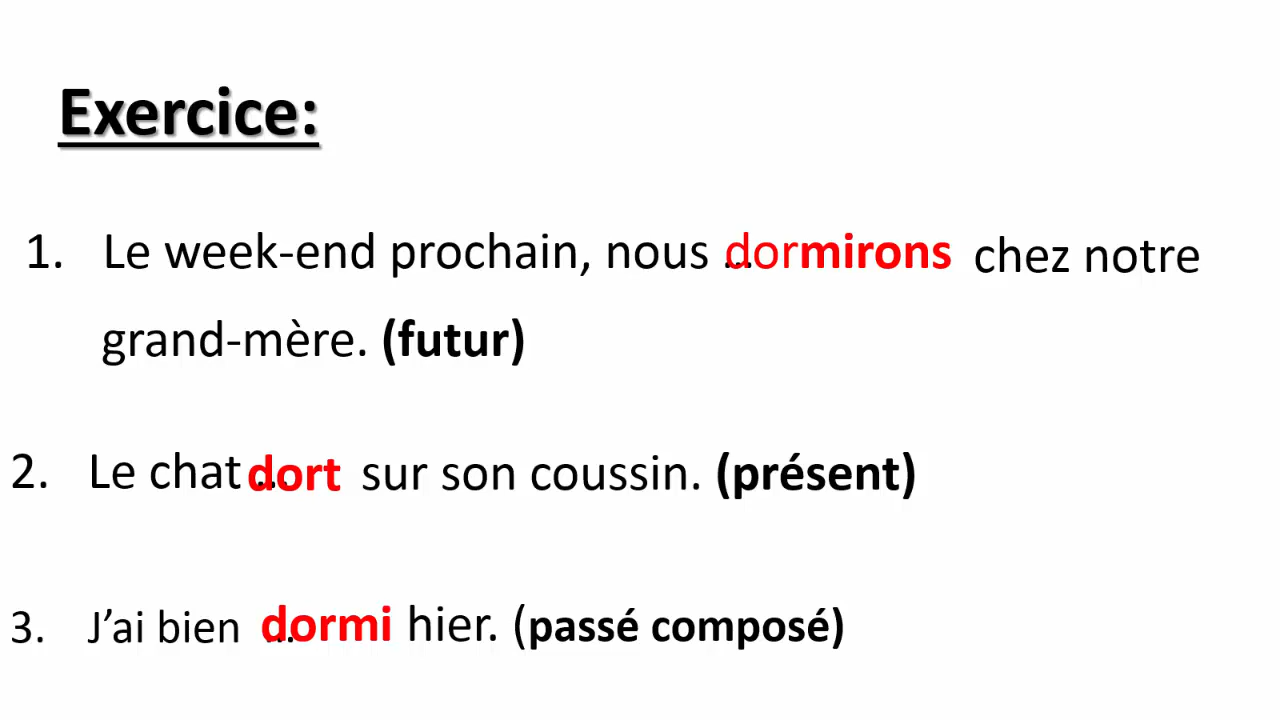 Exercice:
1. Le week-end prochain, nous … dormirons chez notre
grand-mère. (futur)
2. Le chat … dort sur son coussin. (présent)
3. J’ai bien … dormi hier. (passé composé)